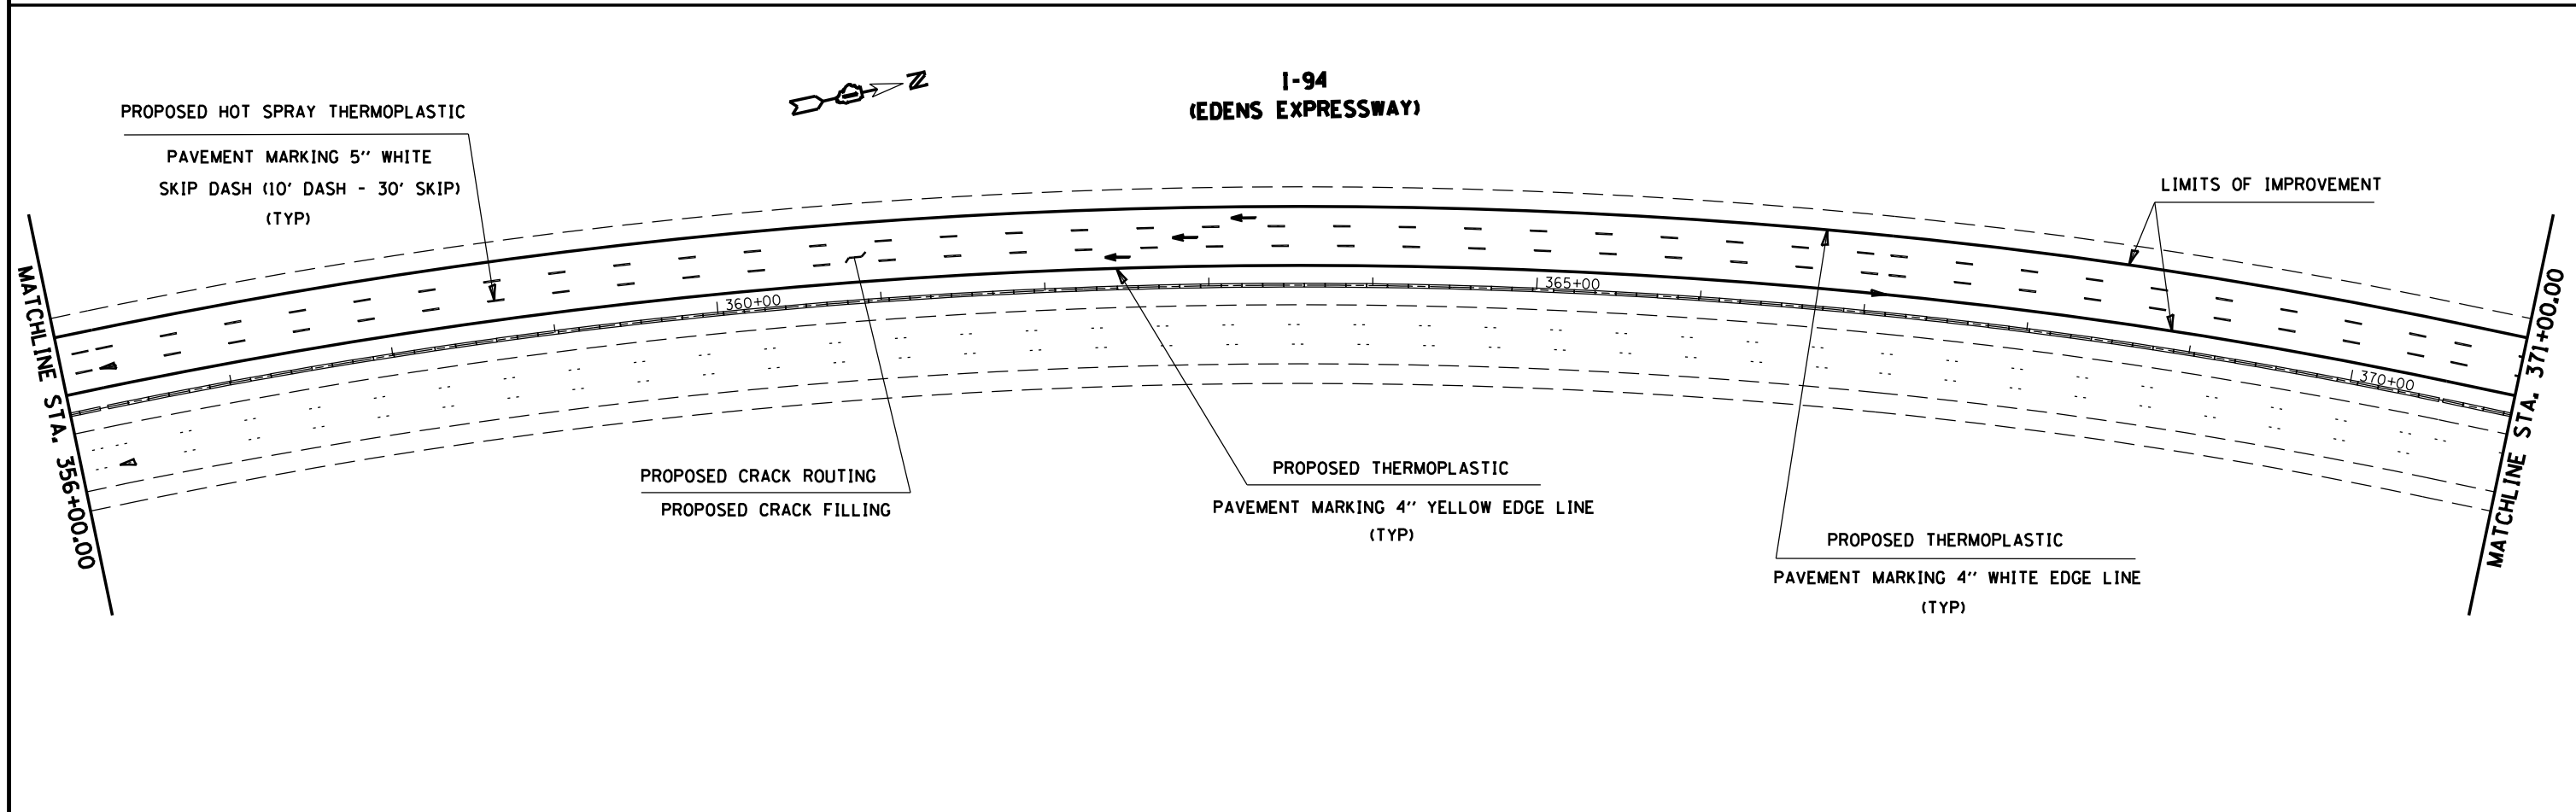 I-94
(EDENS EXPRESSWAY)
N
PROPOSED HOT SPRAY THERMOPLASTIC
PAVEMENT MARKING 5'' WHITE
SKIP DASH (10' DASH - 30' SKIP)
(TYP)
LIMITS OF IMPROVEMENT
MATCHLINE STA. 356+00.00
360+00
365+00
370+00
MATCHLINE STA. 371+00.00
PROPOSED CRACK ROUTING
PROPOSED CRACK FILLING
PROPOSED THERMOPLASTIC
PAVEMENT MARKING 4'' YELLOW EDGE LINE
(TYP)
PROPOSED THERMOPLASTIC
PAVEMENT MARKING 4'' WHITE EDGE LINE
(TYP)